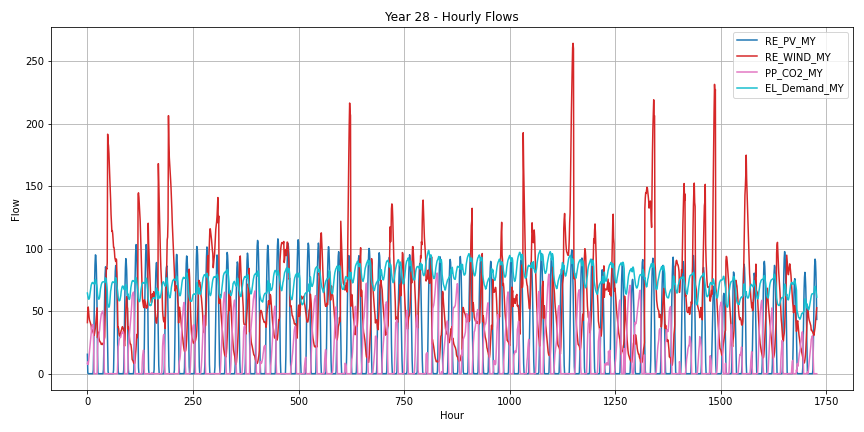 Year 28 - Hourly Flows
RE_PV_MY
RE_WIND_MY
PP_CO2_MY
EL_Demand_MY
Flow
250
200
150
100
50
0
0
250
500
750
1000
1250
1500
1750
Hour